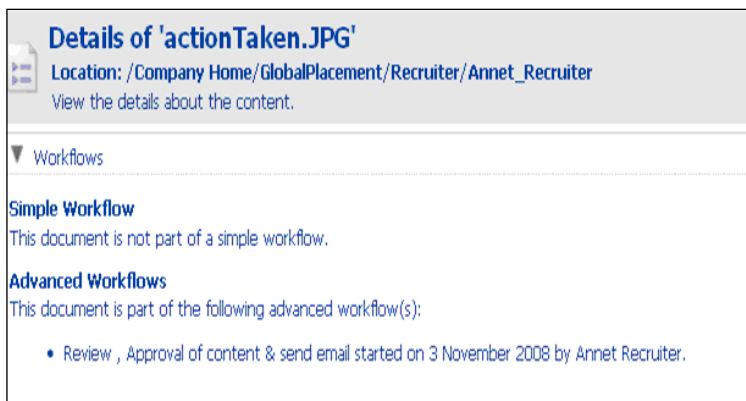 Details of 'actionTaken.JPG'
Location: /Company Home/GlobalPlacement/Recruiter/Annet_Recruiter
View the details about the content.
Workflows
Simple Workflow
This document is not part of a simple workflow.
Advanced Workflows
This document is part of the following advanced workflow(s):
• Review , Approval of content & send email started on 3 November 2008 by Annet Recruiter.